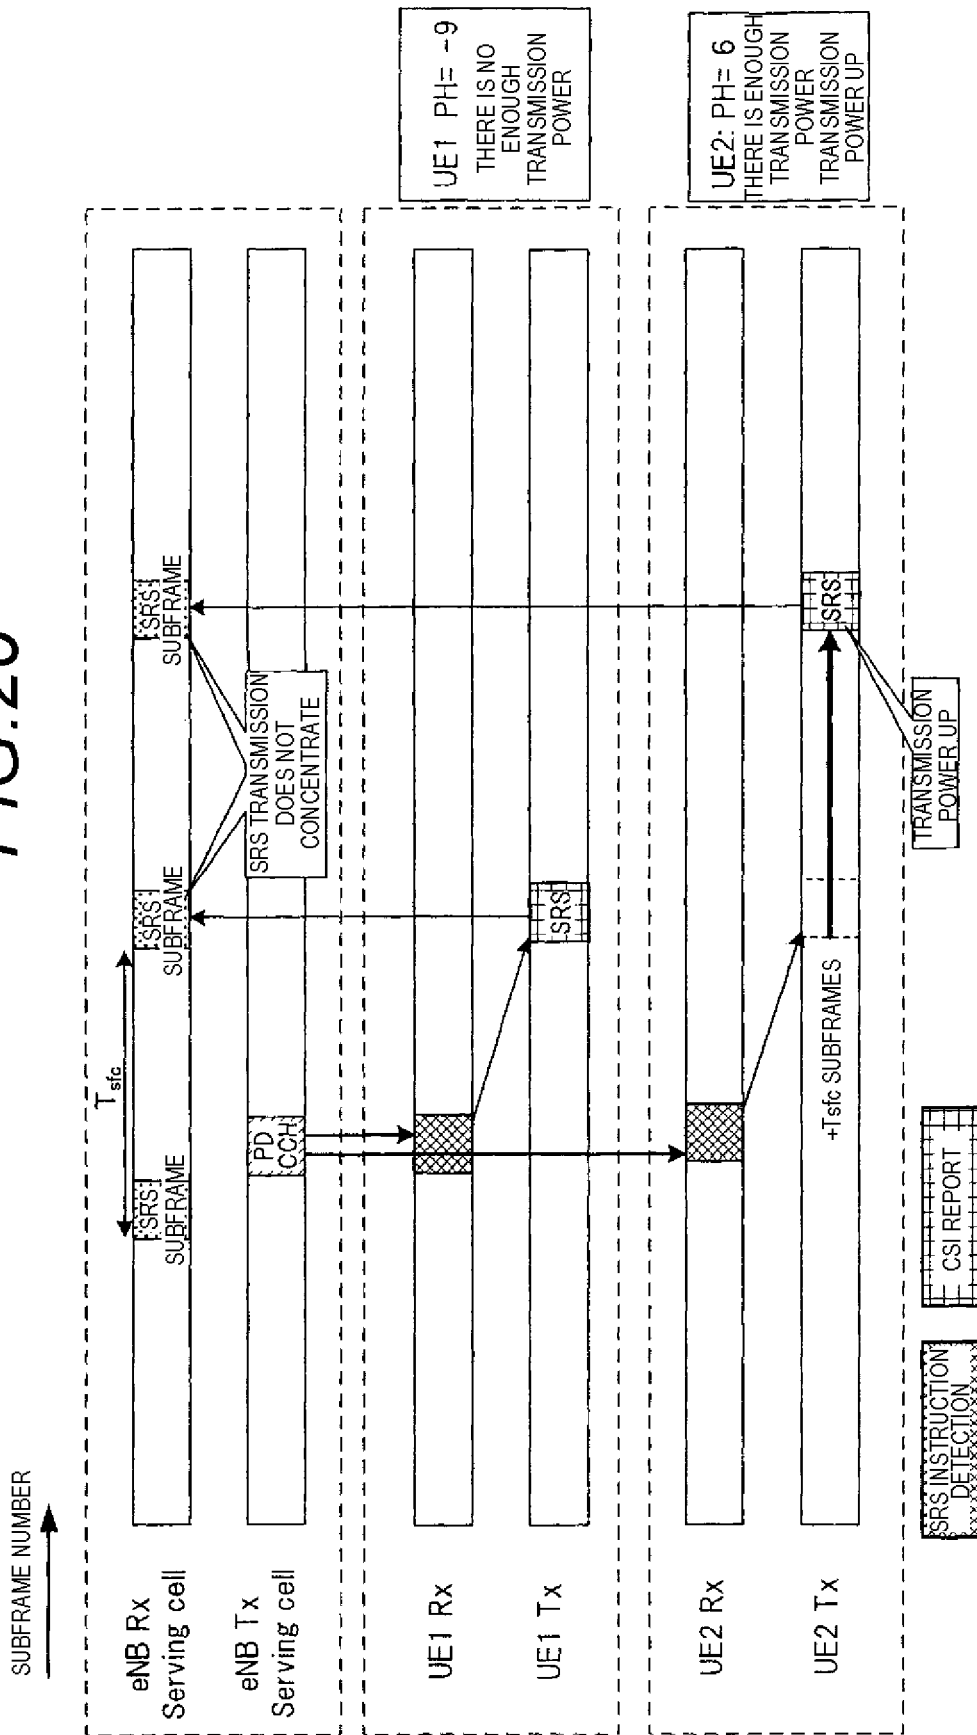 SUBFRAME NUMBER
eNB Rx
Serving cell
SRS
SUBFRAME
Tsfc
SRS
SUBFRAME
SRS
SUBFRAME
eNB Tx
Serving cell
PD
CCH
SRS TRANSMISSION
DOES NOT
CONCENTRATE
UE1 Rx
UE1 Tx
SRS
UE1 PH= -9
THERE IS NO
ENOUGH
TRANSMISSION
POWER
UE2 Rx
UE2 Tx
+Tsfc SUBFRAMES
SRS
UE2: PH= 6
THERE IS ENOUGH
TRANSMISSION
POWER
TRANSMISSION
POWER UP
TRANSMISSION
POWER UP
SRS INSTRUCTION
DETECTION
CSI REPORT